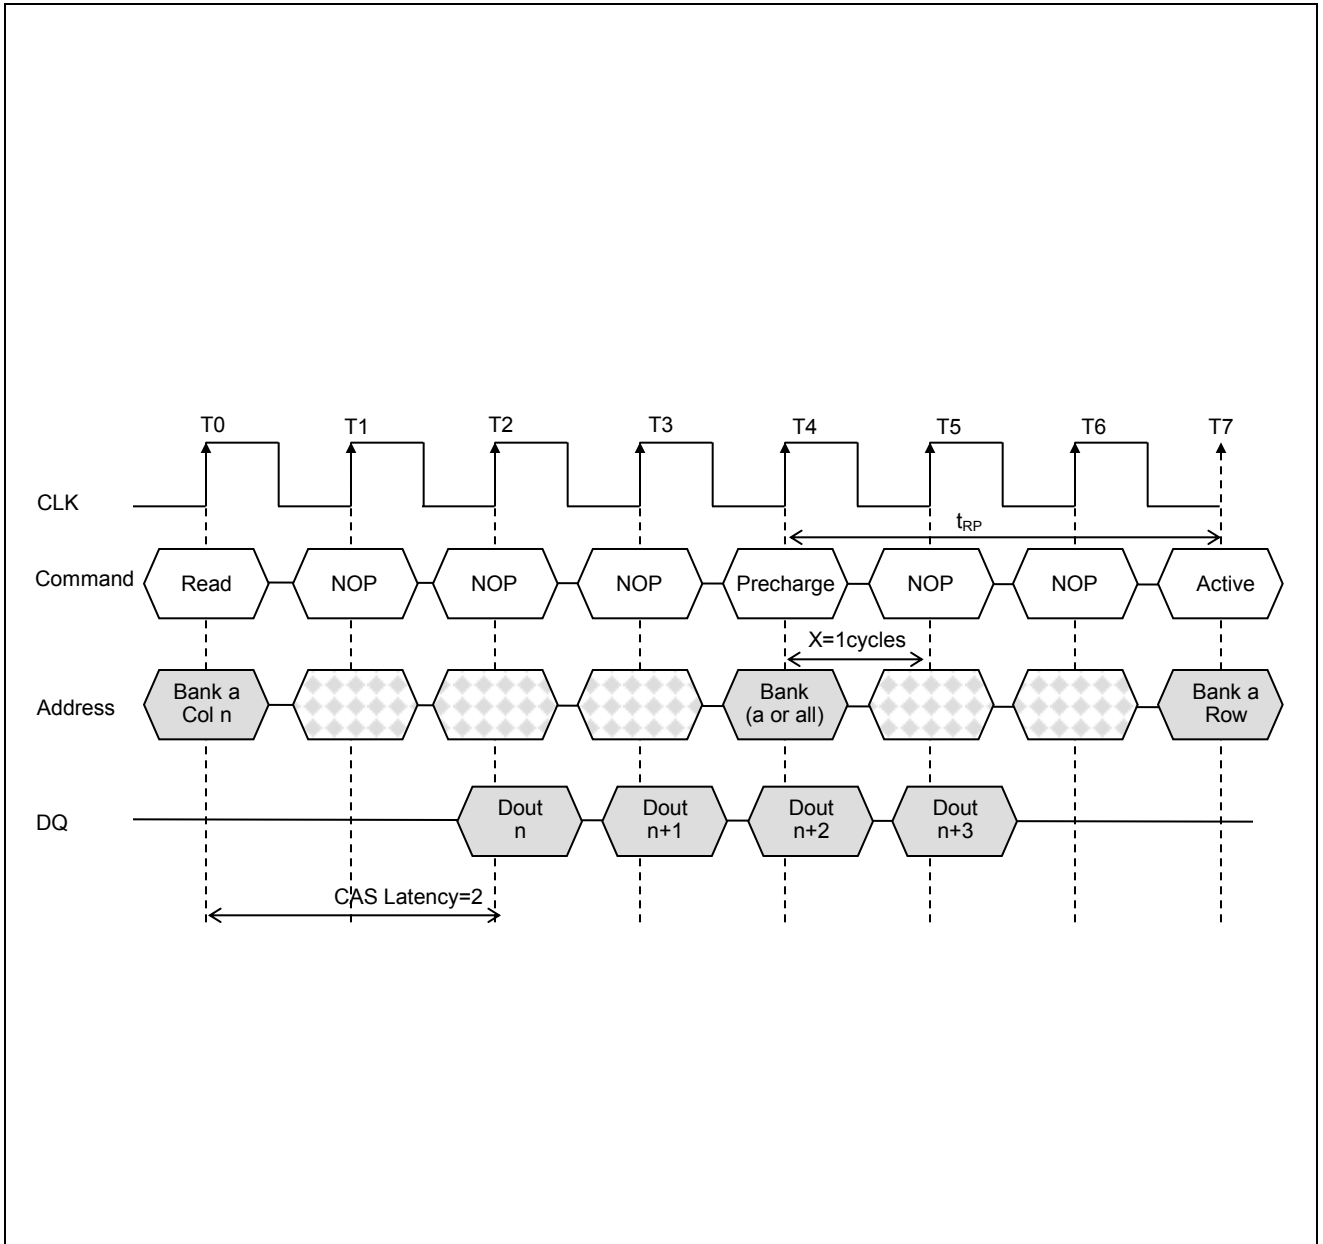 T0 T1 T2 T3 T4 T5 T6 T7
CLK
tRP
Command Read NOP NOP NOP Precharge NOP NOP Active
X=1cycles
Address Bank a Col n Bank (a or all) Bank a Row
DQ Dout n Dout n+1 Dout n+2 Dout n+3
CAS Latency=2